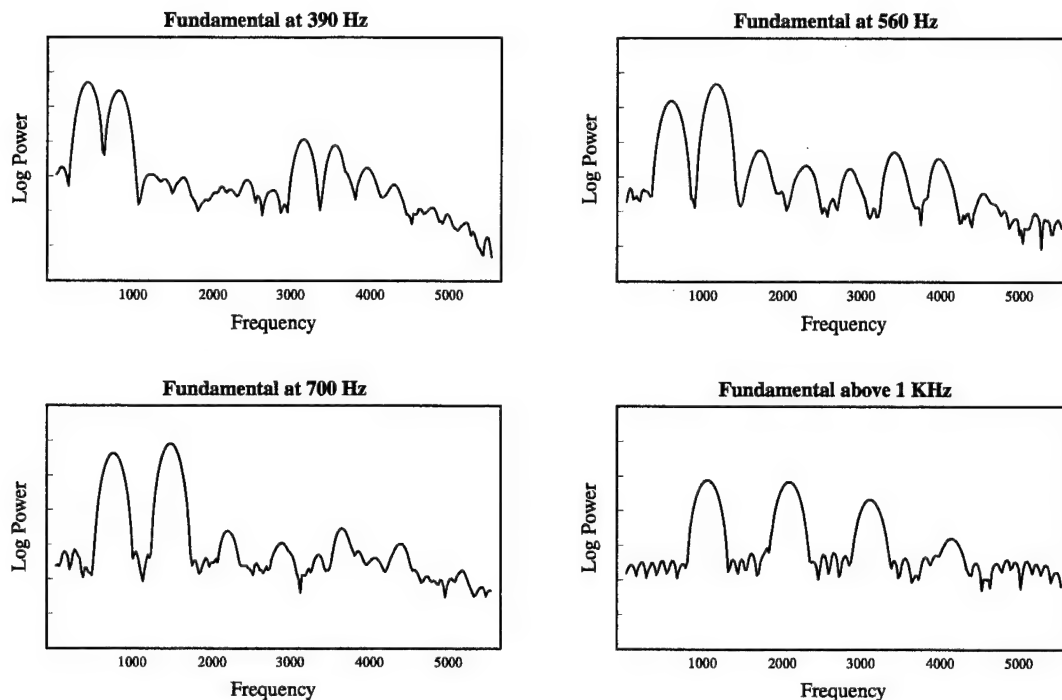 Fundamental at 390 Hz
Log Power
1000 2000 3000 4000 5000
Frequency
Fundamental at 560 Hz
Log Power
1000 2000 3000 4000 5000
Frequency
Fundamental at 700 Hz
Log Power
1000 2000 3000 4000 5000
Frequency
Fundamental above 1 KHz
Log Power
1000 2000 3000 4000 5000
Frequency